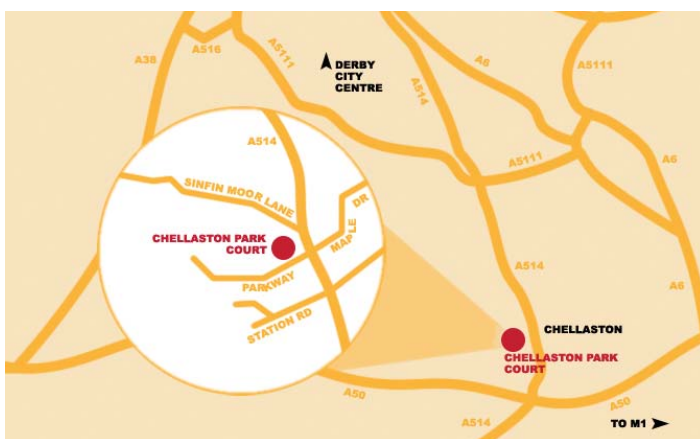 A38
A516
A5111
DERBY
CITY
CENTRE
A514
A6
A5111
A5111
A6
A514
SINFIN MOOR LANE
MAPLE
DR
CHELLASTON PARK
COURT
PARKWAY
STATION RD
A514
A6
CHELLASTON
CHELLASTON PARK
COURT
A50
A50
A514
TO M1